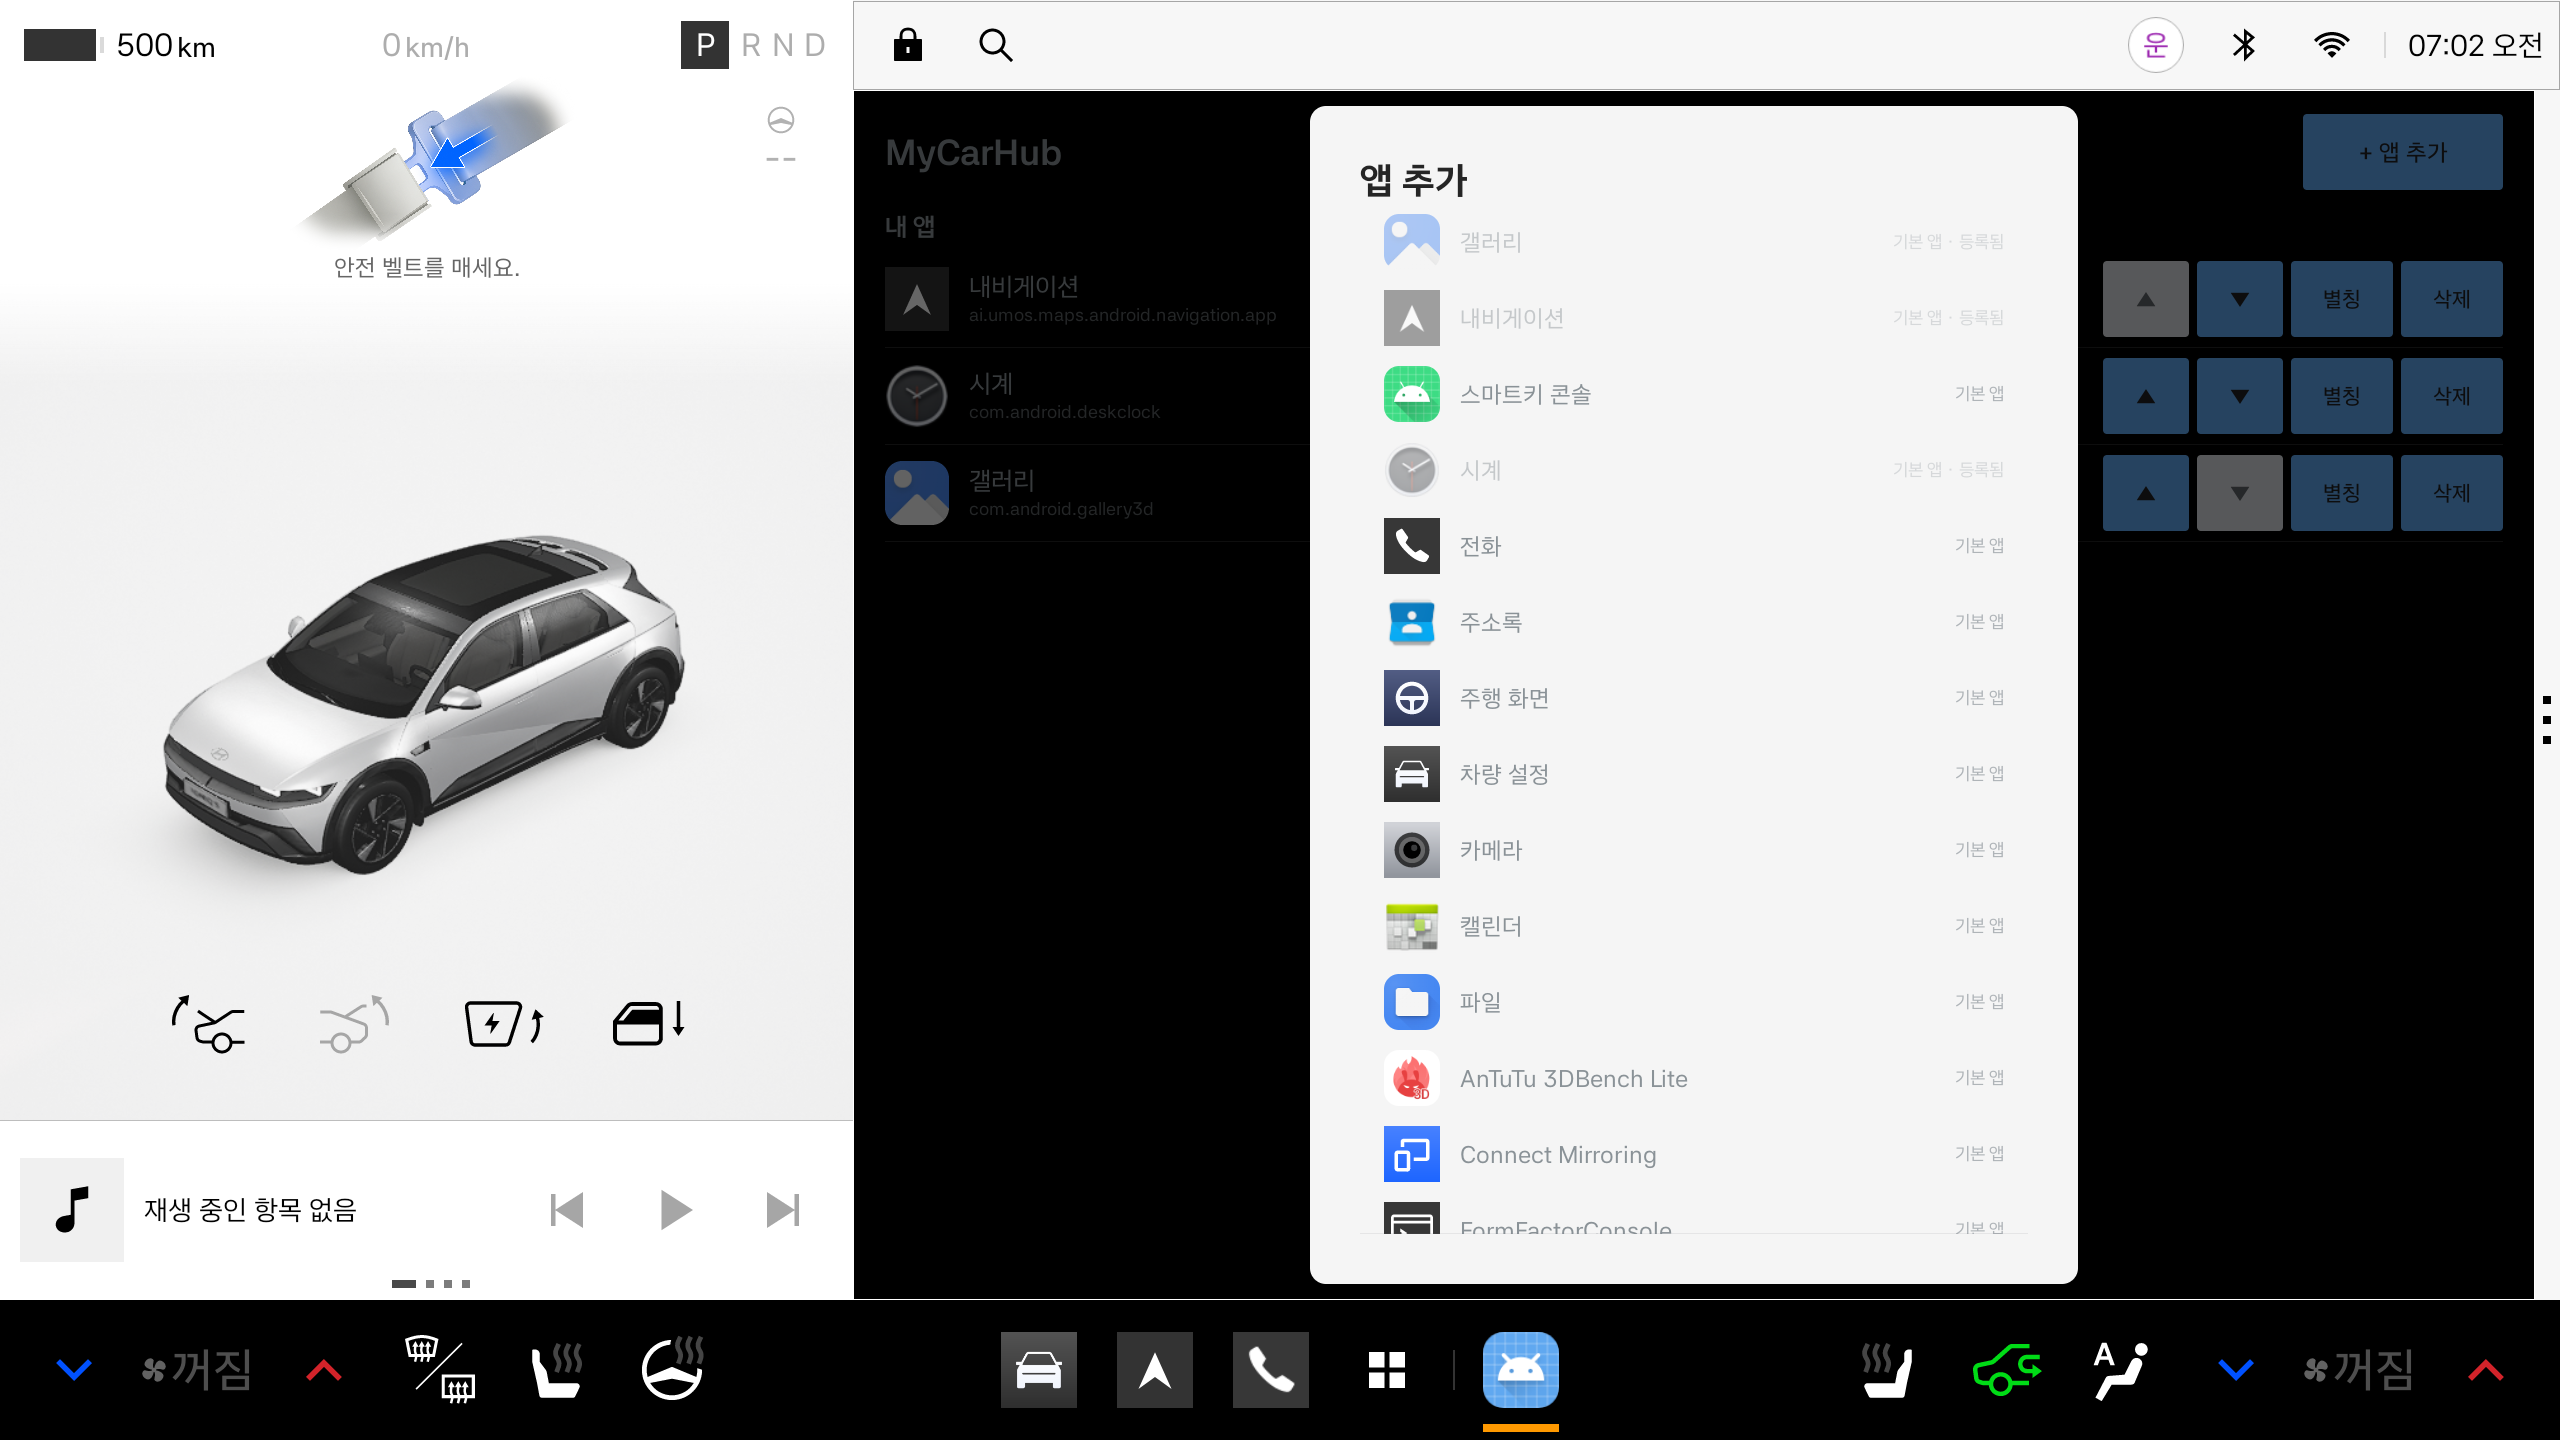 500 km
0 km/h
P R N D
안전 벨트를 매세요.
재생 중인 항목 없음
운
07:02 오전
MyCarHub
+ 앱 추가
내 앱
내비게이션
ai.umos.maps.android.navigation.app
▲ ▼ 별칭 삭제
시계
com.android.deskclock
▲ ▼ 별칭 삭제
갤러리
com.android.gallery3d
▲ ▼ 별칭 삭제
앱 추가
갤러리 기본 앱 · 등록됨
내비게이션 기본 앱 · 등록됨
스마트키 콘솔 기본 앱
시계 기본 앱 · 등록됨
전화 기본 앱
주소록 기본 앱
주행 화면 기본 앱
차량 설정 기본 앱
카메라 기본 앱
캘린더 기본 앱
파일 기본 앱
3D
AnTuTu 3DBench Lite 기본 앱
Connect Mirroring 기본 앱
FormFactorConsole 기본 앱
꺼짐
A
꺼짐